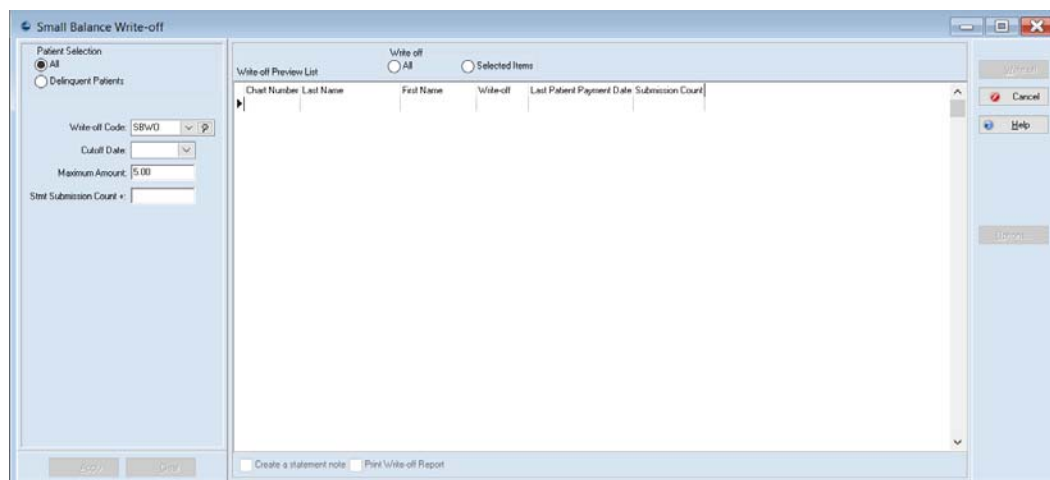 Small Balance Write-off
Patient Selection
All
Delinquent Patients
Write-off Code: SBWO
Cutoff Date:
Maximum Amount: 5.00
Stmt Submission Count +:
Apply
Write off
All
Selected Items
Write-off Preview List
Chart Number Last Name First Name Write-off Last Patient Payment Date Submission Count
Create a statement note Print Write-off Report
Write-off
Cancel
Help